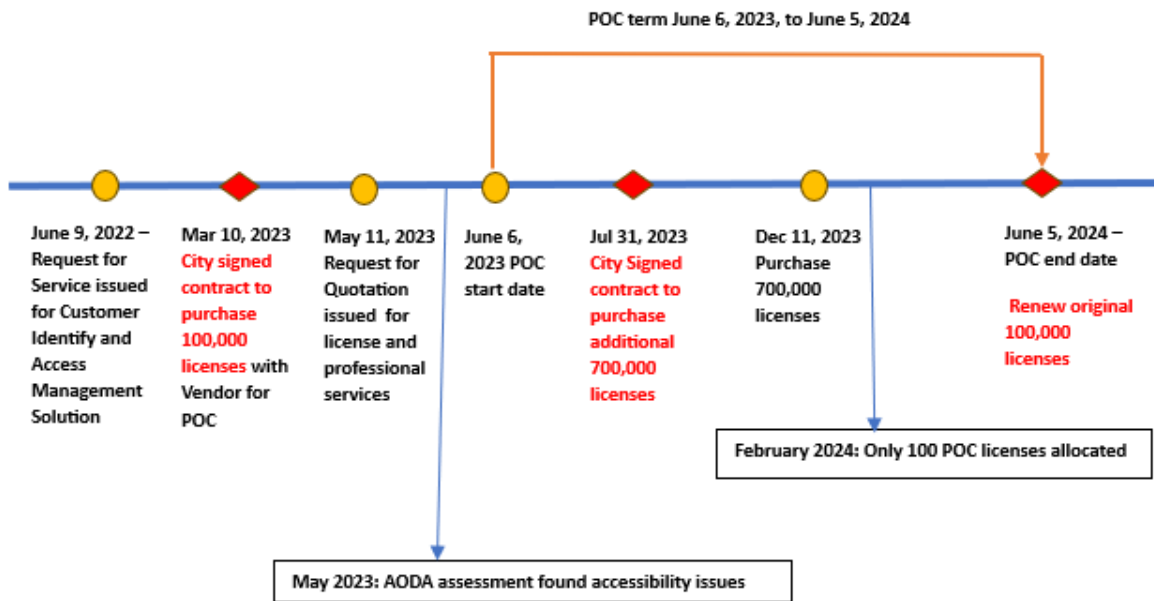 POC term June 6, 2023, to June 5, 2024
June 9, 2022 –
Request for
Service issued
for Customer
Identify and
Access
Management
Solution
Mar 10, 2023
City signed
contract to
purchase
100,000
licenses with
Vendor for
POC
May 11, 2023
Request for
Quotation
issued for
license and
professional
services
June 6,
2023 POC
start date
Jul 31, 2023
City Signed
contract to
purchase
additional
700,000
licenses
Dec 11, 2023
Purchase
700,000
licenses
June 5, 2024 –
POC end date
Renew original
100,000
licenses
February 2024: Only 100 POC licenses allocated
May 2023: AODA assessment found accessibility issues